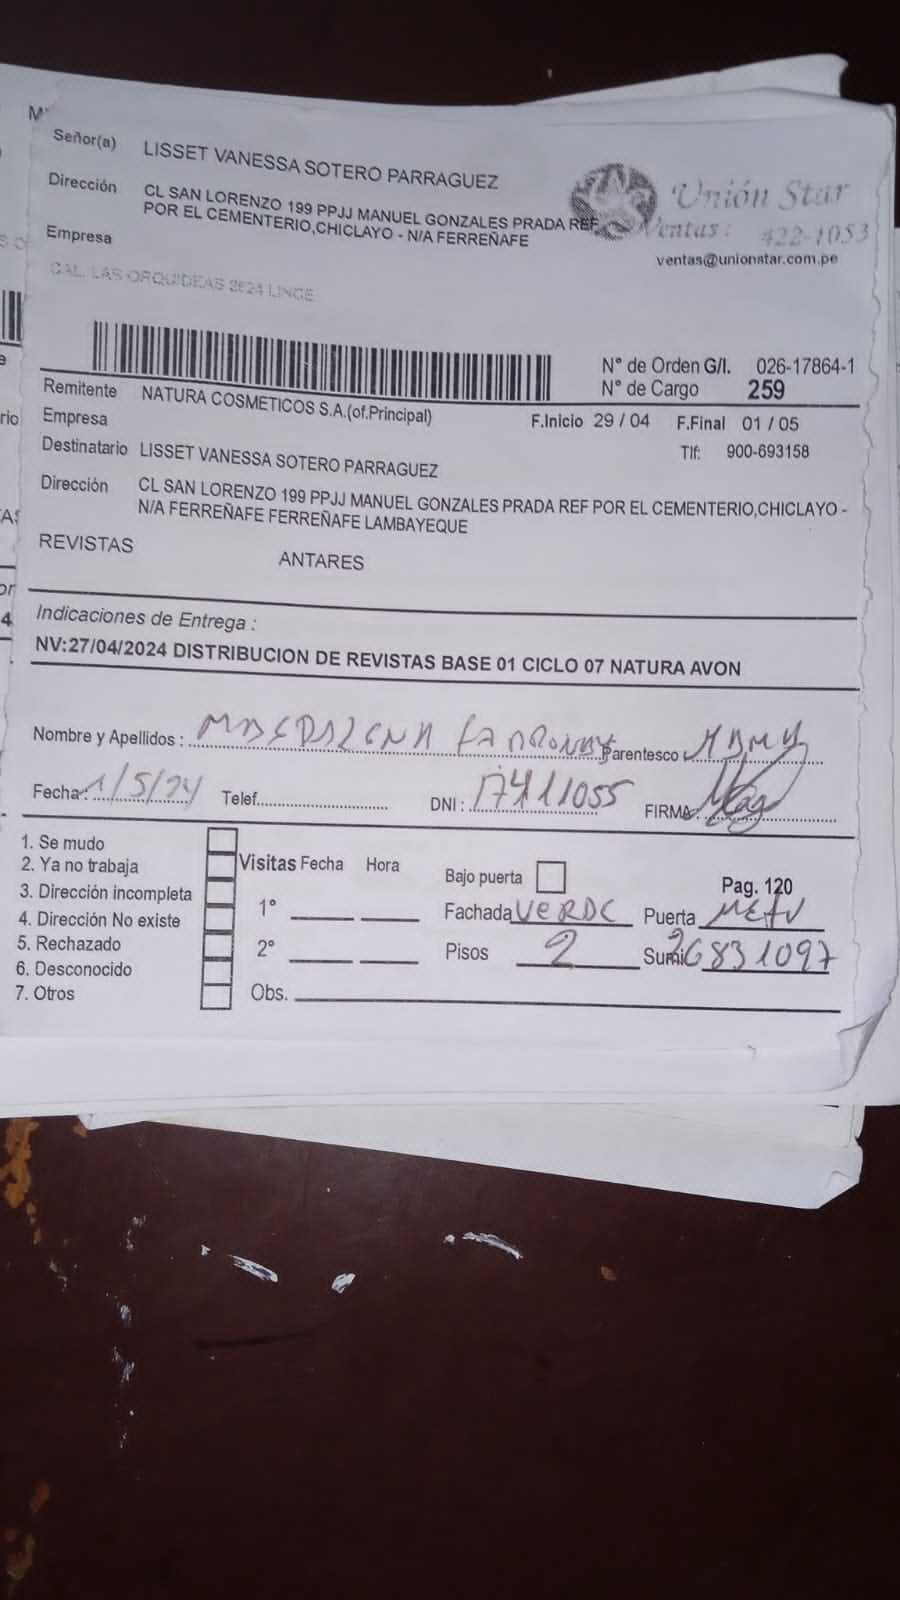 Señor(a) LISSET VANESSA SOTERO PARRAGUEZ
Dirección CL SAN LORENZO 199 PPJJ MANUEL GONZALES PRADA REF
POR EL CEMENTERIO,CHICLAYO - N/A FERREÑAFE
Empresa
Unión Star
Ventas: 422-1053
ventas@unionstar.com.pe
CAL. LAS ORQUIDEAS 2624 LINCE
N° de Orden G/I. 026-17864-1
N° de Cargo 259
Remitente NATURA COSMETICOS S.A.(of.Principal)
Empresa F.Inicio 29 / 04 F.Final 01 / 05
Destinatario LISSET VANESSA SOTERO PARRAGUEZ Tlf: 900-693158
Dirección CL SAN LORENZO 199 PPJJ MANUEL GONZALES PRADA REF POR EL CEMENTERIO,CHICLAYO -
N/A FERREÑAFE FERREÑAFE LAMBAYEQUE
REVISTAS ANTARES
Indicaciones de Entrega :
NV:27/04/2024 DISTRIBUCION DE REVISTAS BASE 01 CICLO 07 NATURA AVON
Nombre y Apellidos : Parentesco MAMA
Fecha: 1/5/24 Telef. DNI : 17411055 FIRMA:
1. Se mudo
2. Ya no trabaja
3. Dirección incompleta
4. Dirección No existe
5. Rechazado
6. Desconocido
7. Otros
Visitas Fecha Hora
1°
2°
Obs.
Bajo puerta Pag. 120
Fachada VERDE Puerta METAL
Pisos 2 Sumi 26831097